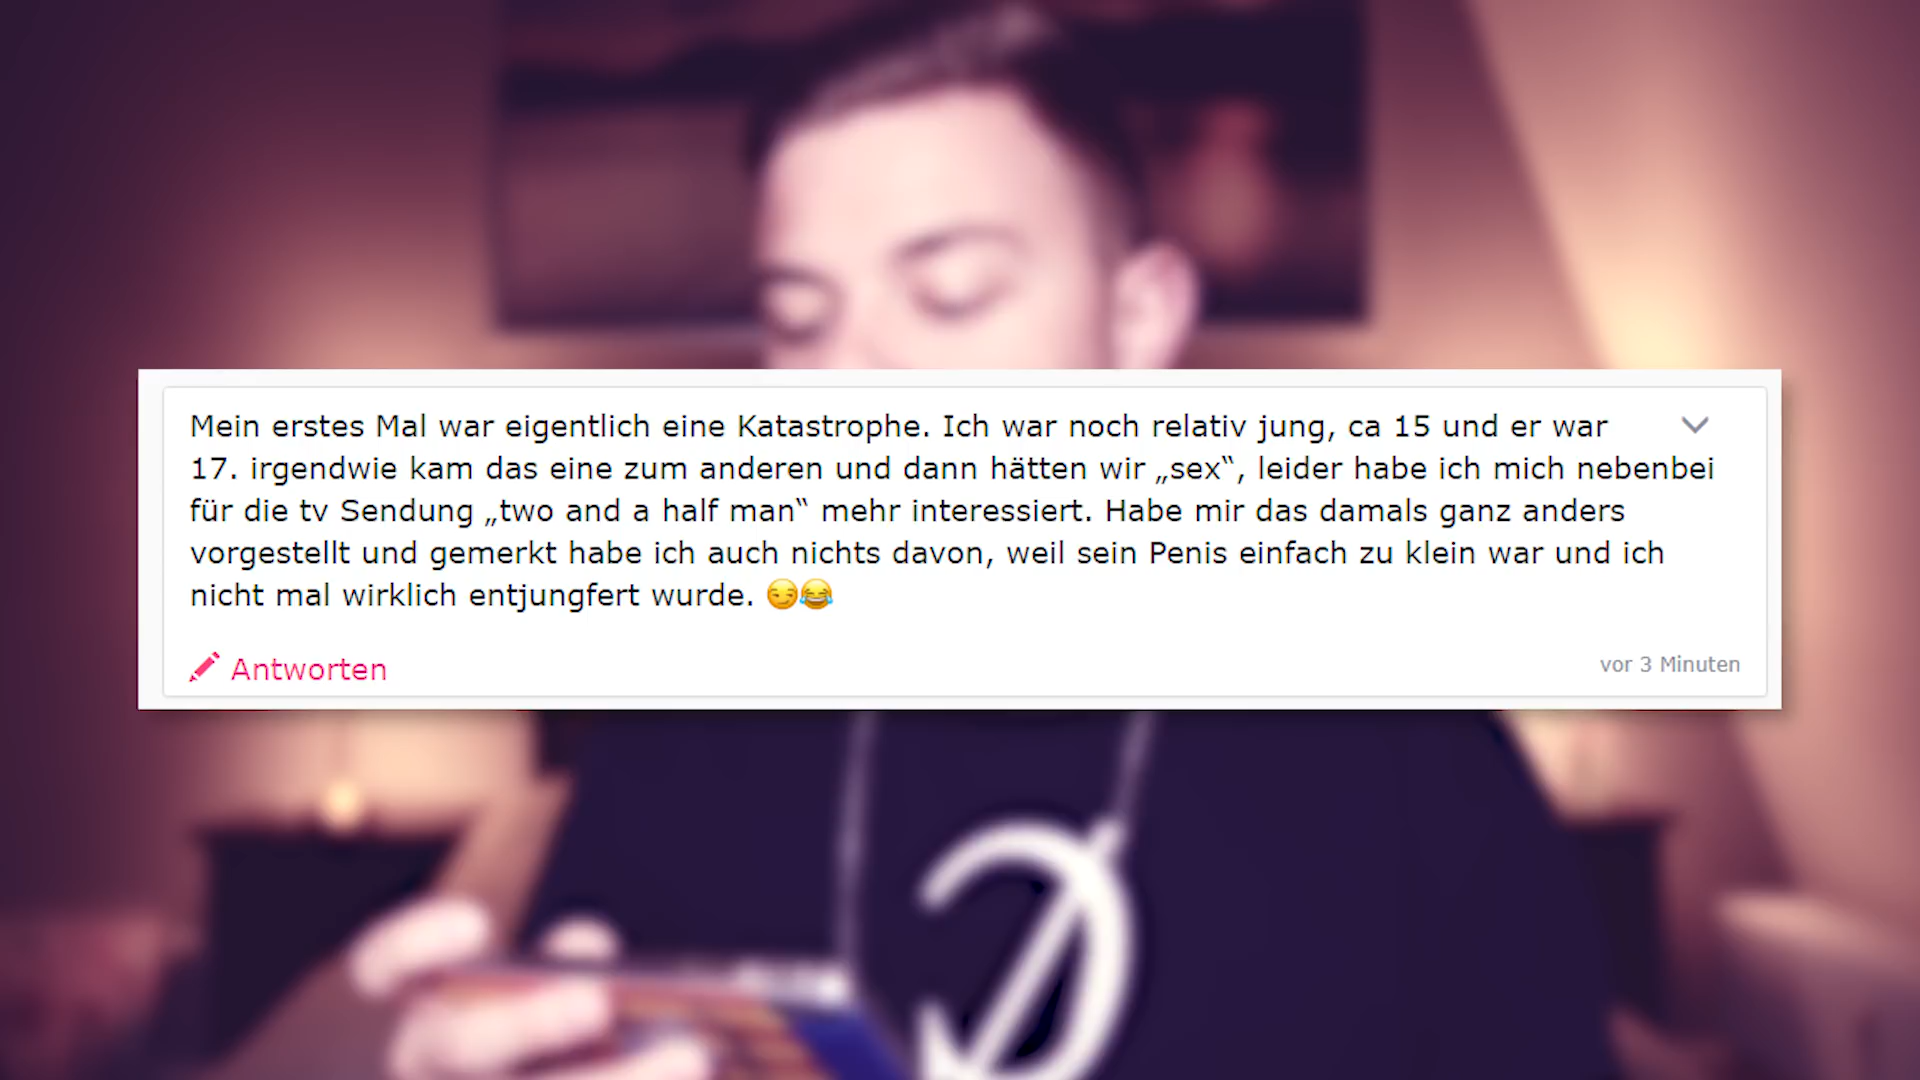 Mein erstes Mal war eigentlich eine Katastrophe. Ich war noch relativ jung, ca 15 und er war
17. irgendwie kam das eine zum anderen und dann hätten wir „sex“, leider habe ich mich nebenbei
für die tv Sendung „two and a half man“ mehr interessiert. Habe mir das damals ganz anders
vorgestellt und gemerkt habe ich auch nichts davon, weil sein Penis einfach zu klein war und ich
nicht mal wirklich entjungfert wurde. 😏😂
Antworten
vor 3 Minuten